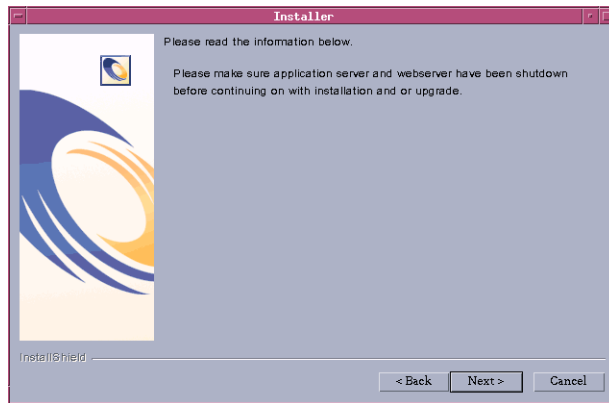 Installer
Please read the information below.
Please make sure application server and webserver have been shutdown
before continuing on with installation and or upgrade.
InstallShield
< Back
Next >
Cancel